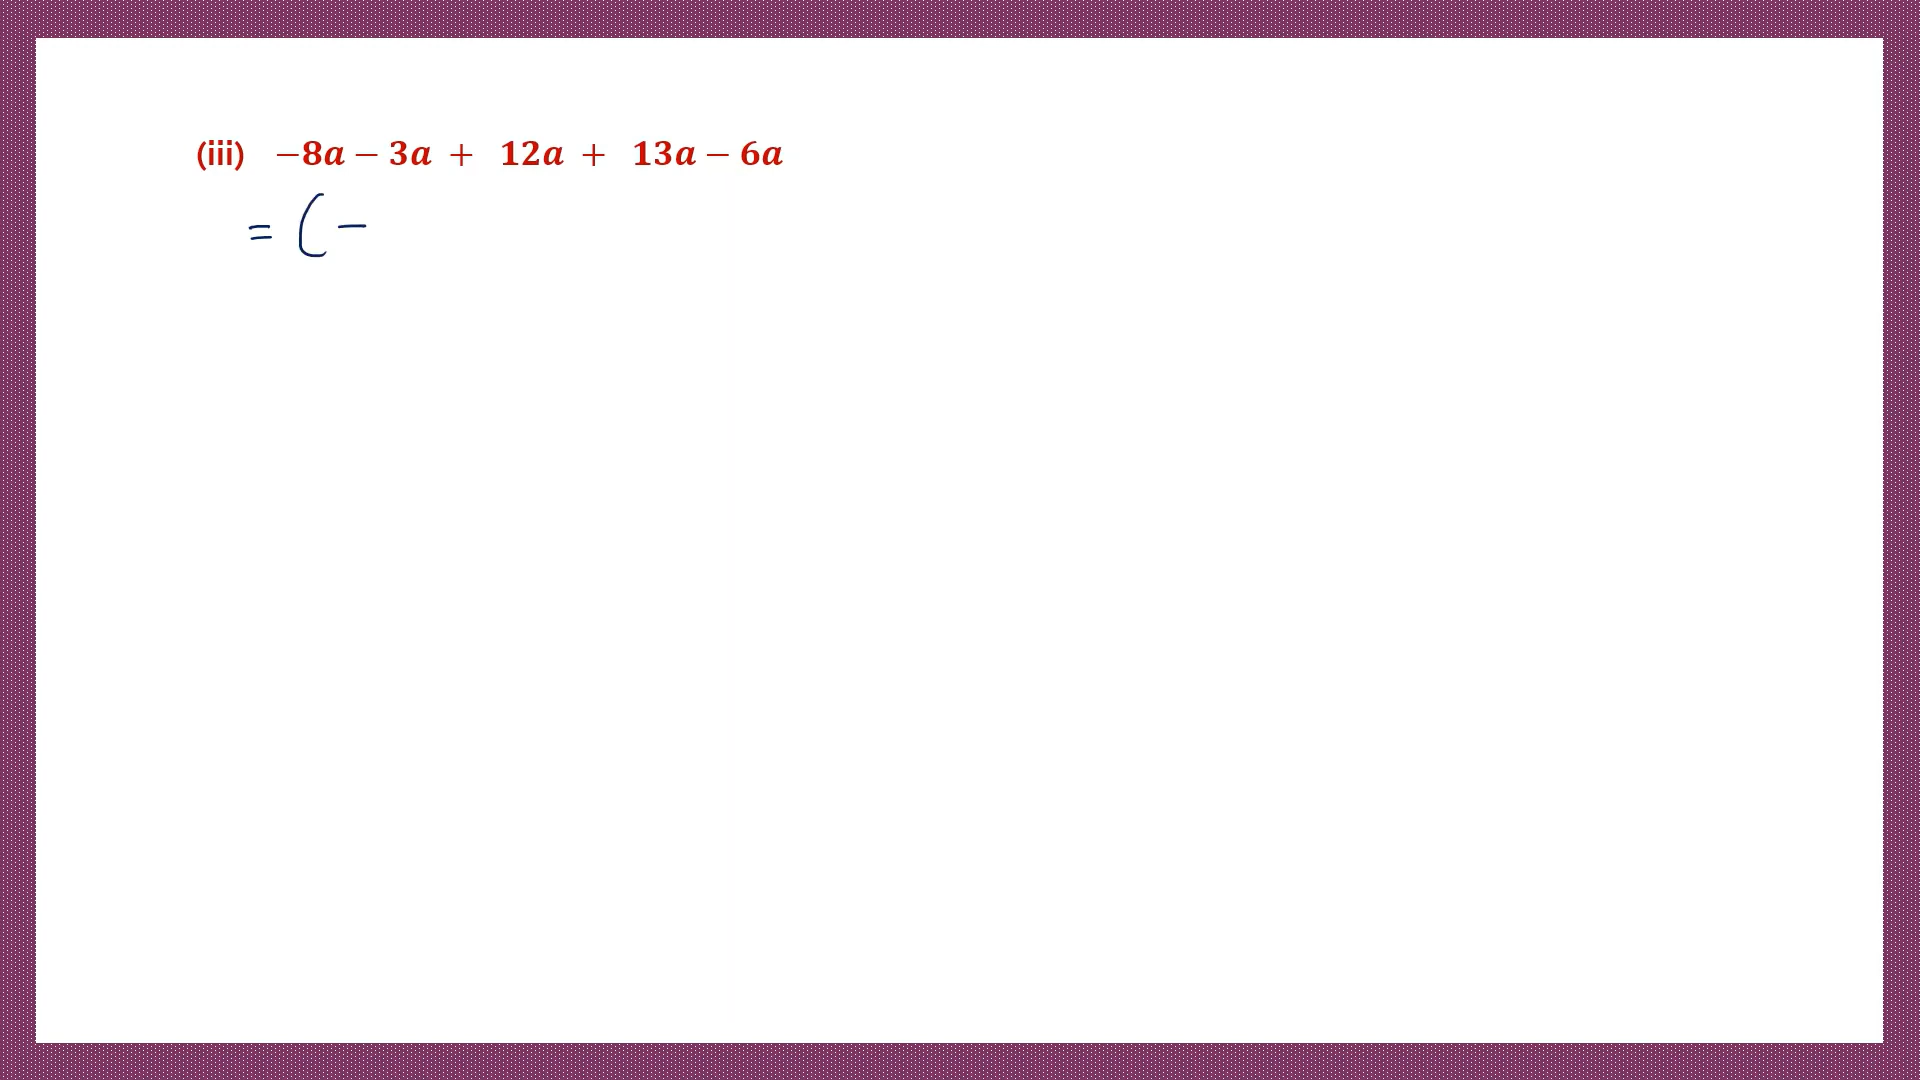 (iii) −8a − 3a + 12a + 13a − 6a
= ( −